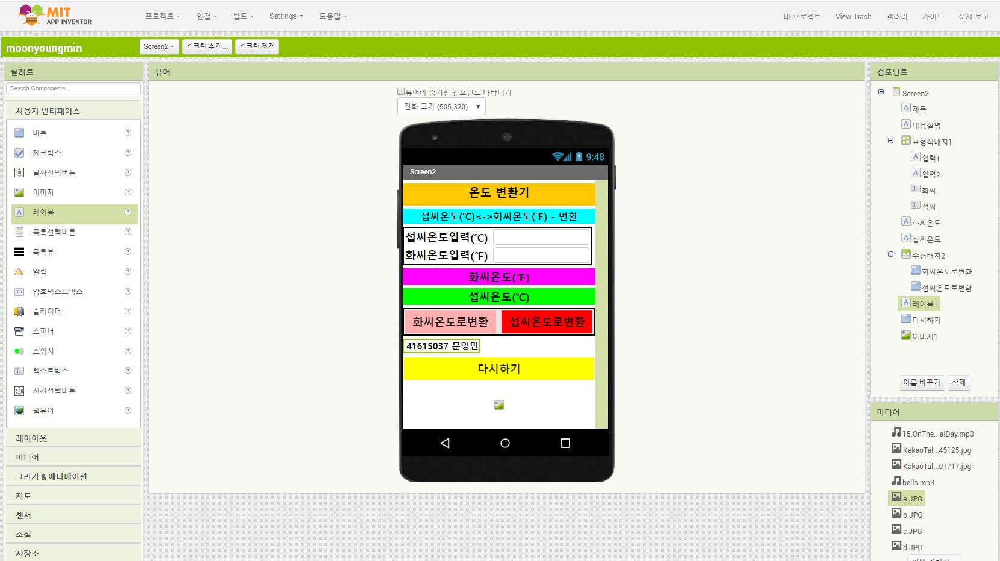 MIT
APP INVENTOR
프로젝트
연결
빌드
Settings
도움말
내 프로젝트
View Trash
갤러리
가이드
문제 보고
moonyoungmin
Screen2
스크린 추가 ...
스크린 제거
팔레트
Search Components...
사용자 인터페이스
버튼
체크박스
날짜선택버튼
이미지
레이블
목록선택버튼
목록뷰
알림
암호텍스트박스
슬라이더
스피너
스위치
텍스트박스
시간선택버튼
웹뷰어
레이아웃
미디어
그리기 & 애니메이션
지도
센서
소셜
저장소
뷰어
뷰어에 숨겨진 컴포넌트 나타내기
전화 크기 (505,320)
9:48
Screen2
온도 변환기
섭씨온도(℃)<->화씨온도(℉) - 변환
섭씨온도입력(℃)
화씨온도입력(℉)
화씨온도(℉)
섭씨온도(℃)
화씨온도로변환
섭씨온도로변환
41615037 문영민
다시하기
컴포넌트
Screen2
제목
내용설명
표형식배치1
입력1
입력2
화씨
섭씨
화씨온도
섭씨온도
수평배치2
화씨온도로변환
섭씨온도로변환
레이블1
다시하기
이미지1
이름 바꾸기
삭제
미디어
15.OnThe...alDay.mp3
KakaoTal...45125.jpg
KakaoTal...01717.jpg
bells.mp3
a.JPG
b.JPG
c.JPG
d.JPG